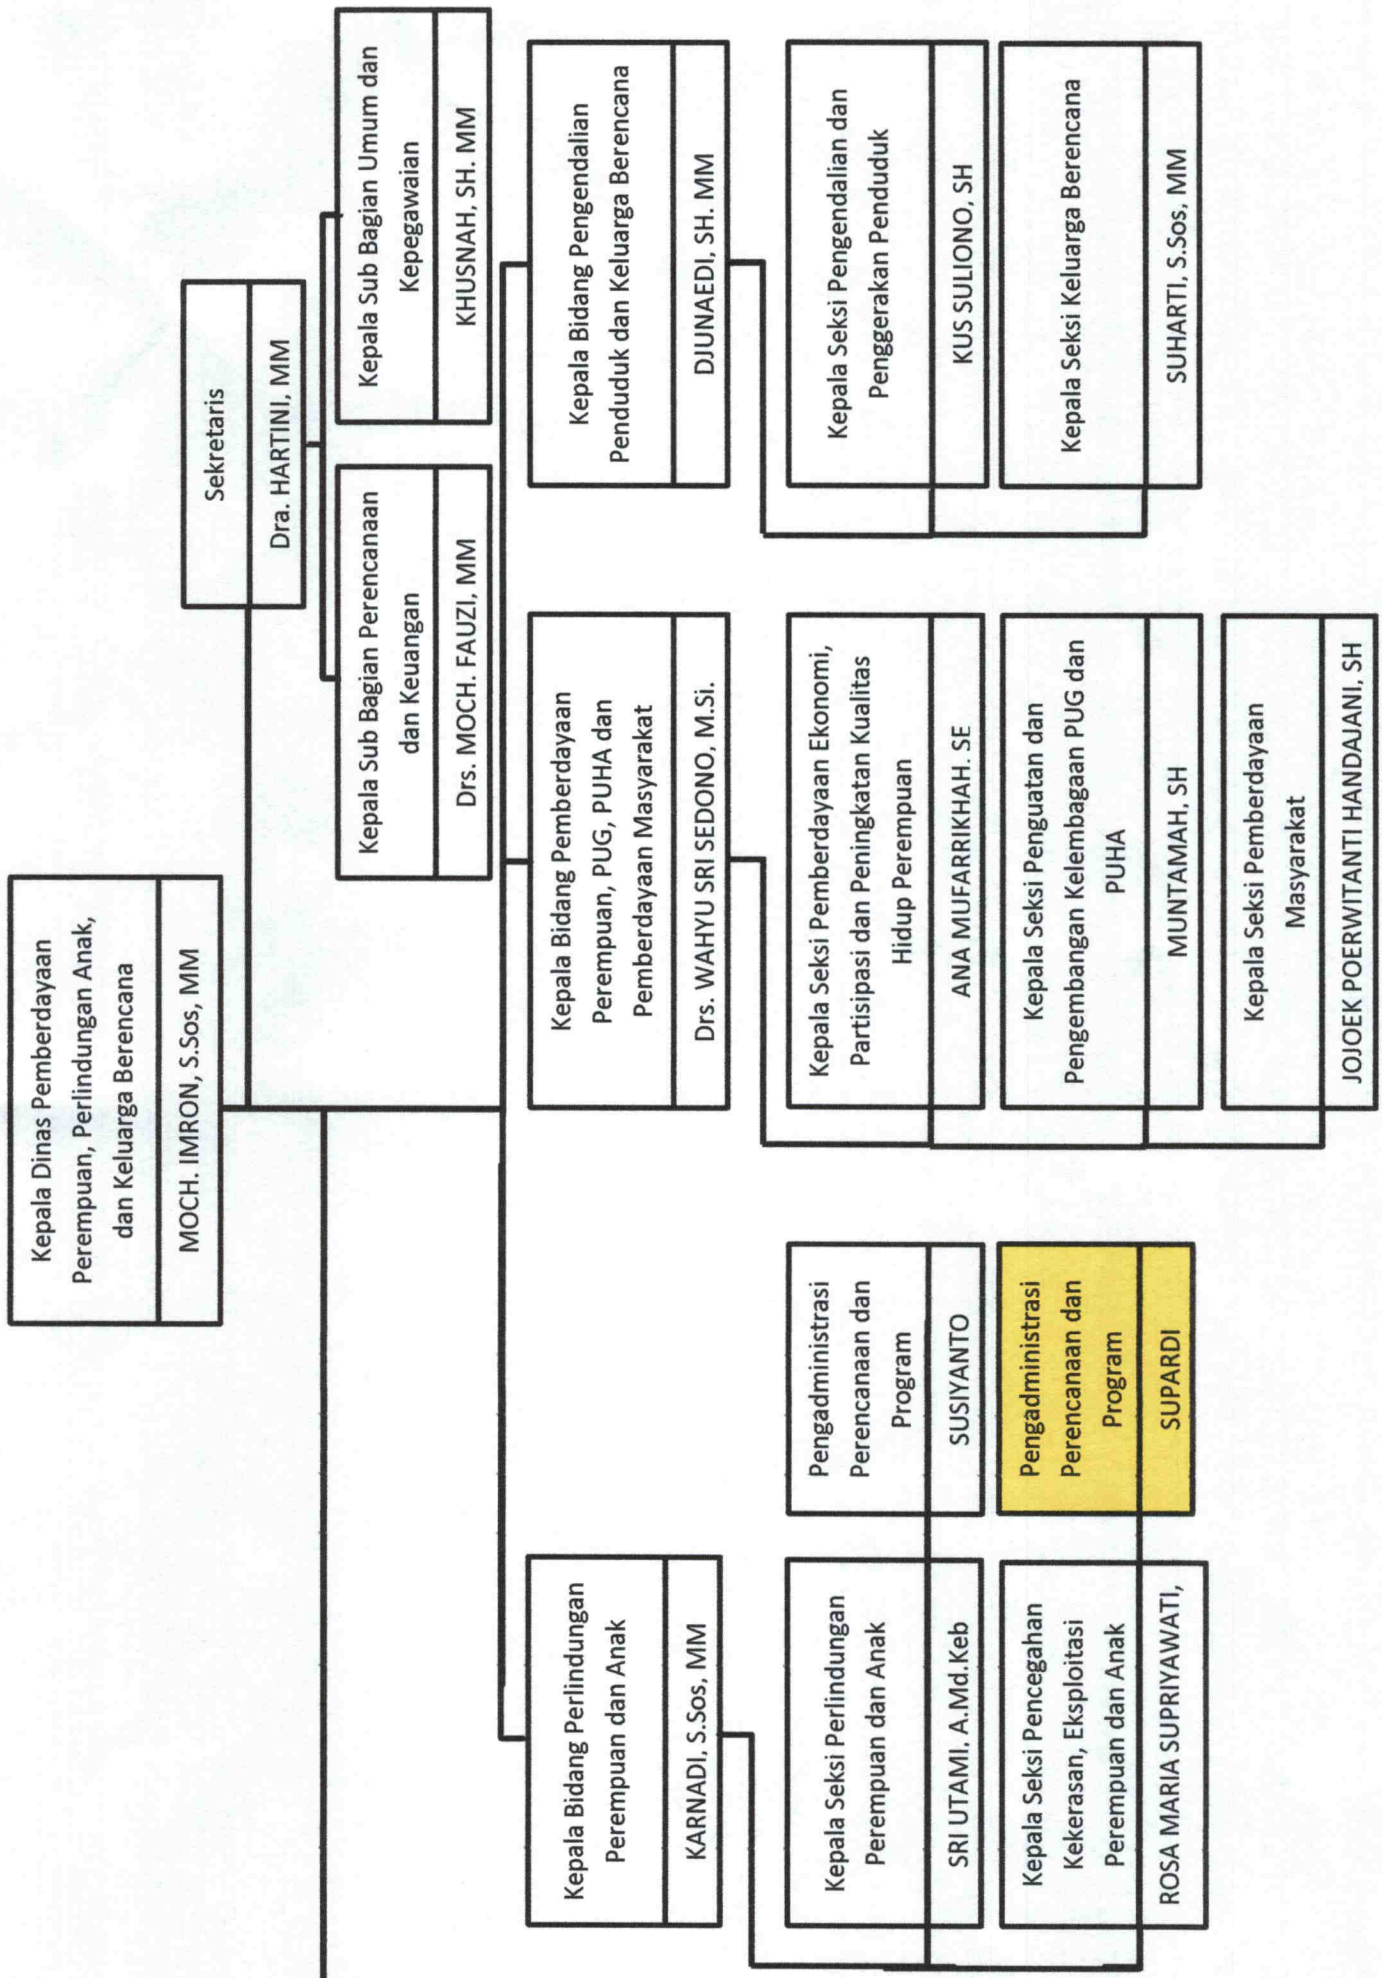 Kepala Dinas Pemberdayaan
Perempuan, Perlindungan Anak,
dan Keluarga Berencana
MOCH. IMRON, S.Sos, MM
Sekretaris
Dra. HARTINI, MM
Kepala Sub Bagian Perencanaan
dan Keuangan
Drs. MOCH. FAUZI, MM
Kepala Sub Bagian Umum dan
Kepegawaian
KHUSNAH, SH. MM
Kepala Bidang Perlindungan
Perempuan dan Anak
KARNADI, S.Sos, MM
Kepala Bidang Pemberdayaan
Perempuan, PUG, PUHA dan
Pemberdayaan Masyarakat
Drs. WAHYU SRI SEDONO, M.Si.
Kepala Bidang Pengendalian
Penduduk dan Keluarga Berencana
DJUNAEDI, SH. MM
Kepala Seksi Perlindungan
Perempuan dan Anak
SRI UTAMI. A.Md.Keb
Pengadministrasi
Perencanaan dan
Program
SUSIYANTO
Kepala Seksi Pemberdayaan Ekonomi,
Partisipasi dan Peningkatan Kualitas
Hidup Perempuan
ANA MUFARRIKHAH. SE
Kepala Seksi Pengendalian dan
Penggerakan Penduduk
KUS SULIONO, SH
Kepala Seksi Pencegahan
Kekerasan, Eksploitasi
Perempuan dan Anak
ROSA MARIA SUPRIYAWATI,
Pengadministrasi
Perencanaan dan
Program
SUPARDI
Kepala Seksi Penguatan dan
Pengembangan Kelembagaan PUG dan
PUHA
MUNTAMAH, SH
Kepala Seksi Keluarga Berencana
SUHARTI, S.Sos, MM
Kepala Seksi Pemberdayaan
Masyarakat
JOJOEK POERWITANTI HANDAJANI, SH